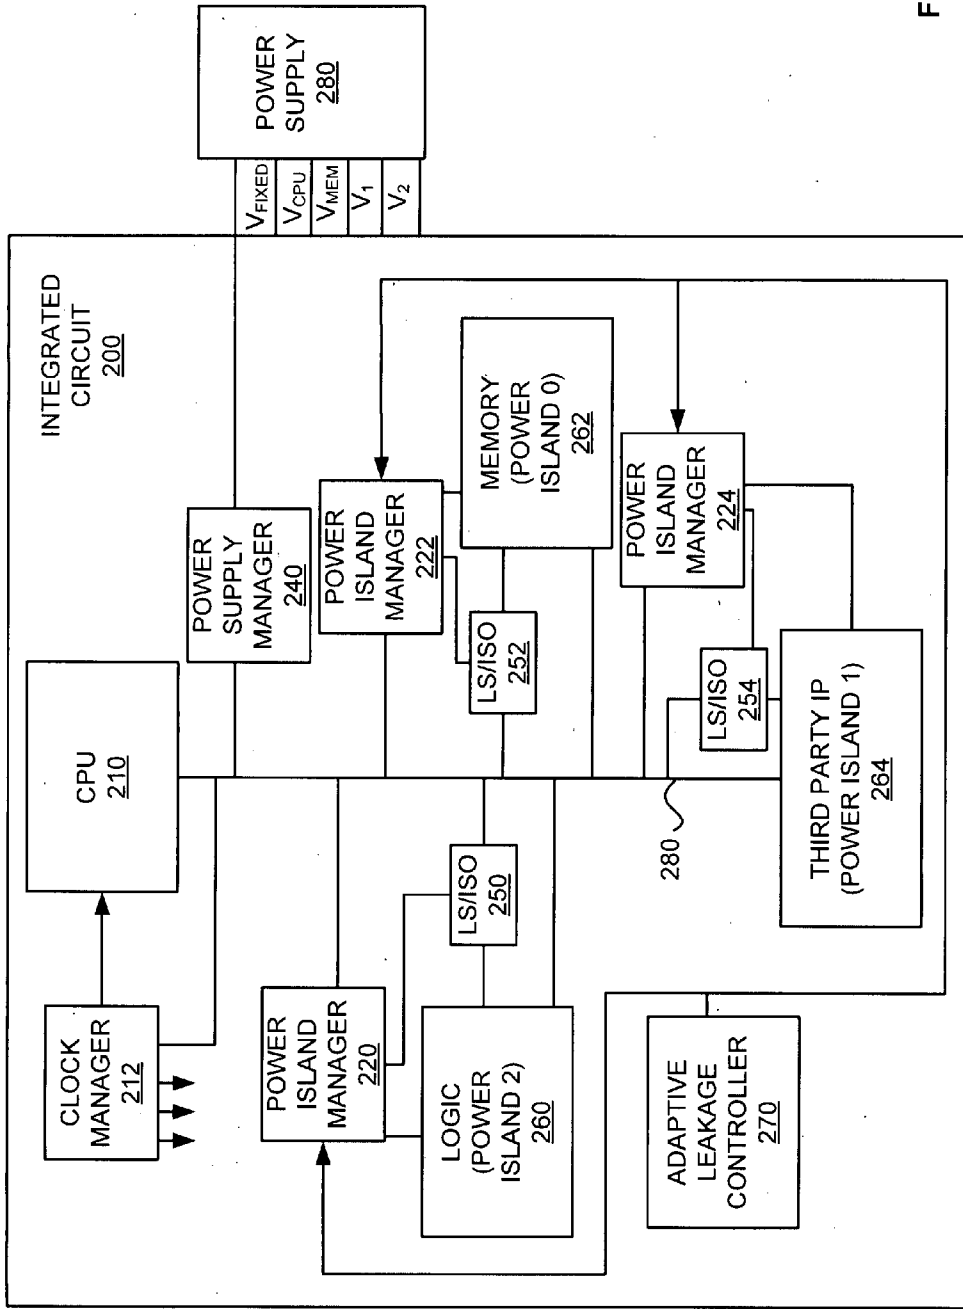 INTEGRATED
CIRCUIT
200
POWER
SUPPLY
280
VFIXED
VCPU
VMEM
V1
V2
CLOCK
MANAGER
212
CPU
210
POWER
SUPPLY
MANAGER
240
POWER
ISLAND
MANAGER
220
POWER
ISLAND
MANAGER
222
LS/ISO
250
LS/ISO
252
LOGIC
(POWER
ISLAND 2)
260
MEMORY
(POWER
ISLAND 0)
262
POWER
ISLAND
MANAGER
224
LS/ISO
254
280
ADAPTIVE
LEAKAGE
CONTROLLER
270
THIRD PARTY IP
(POWER ISLAND 1)
264
F